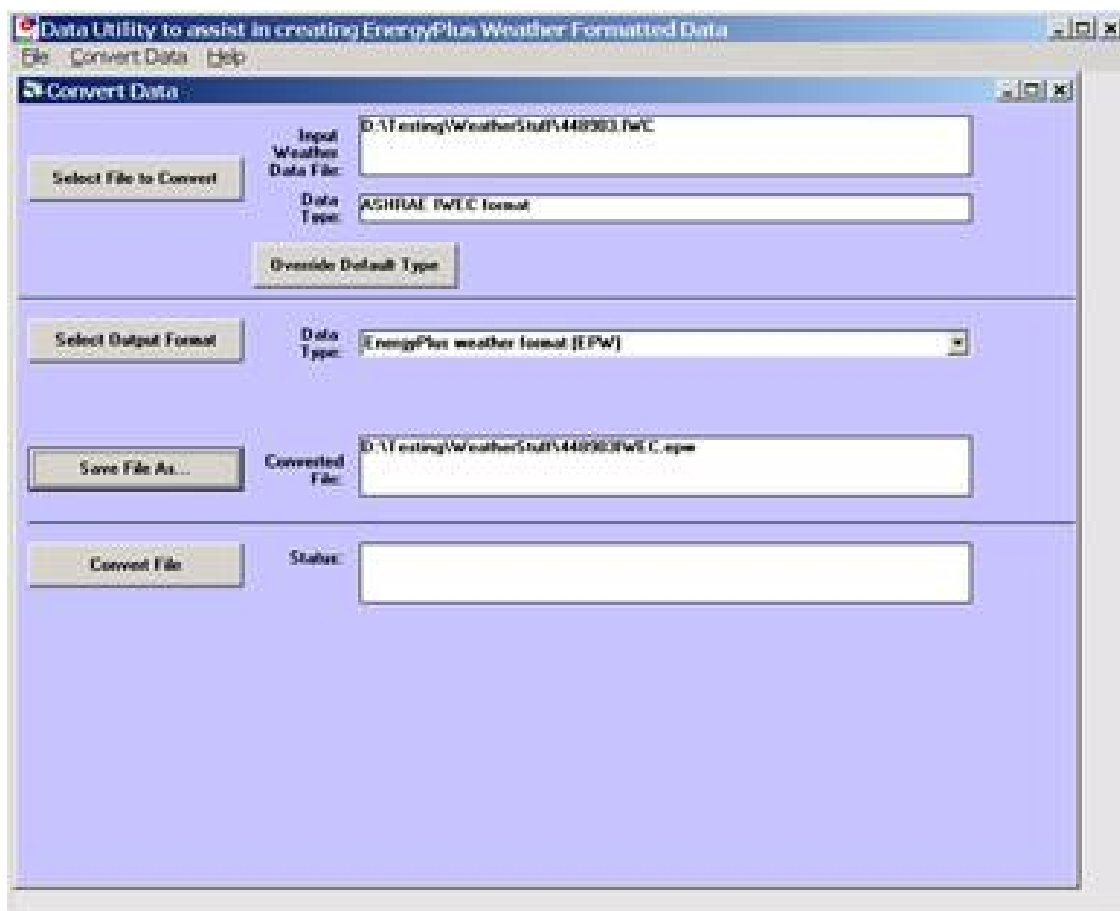 Data Utility to assist in creating EnergyPlus Weather Formatted Data
File Convert Data Help
Convert Data
Select File to Convert
Input Weather Data File:
D:\Testing\WeatherStuff\448903.IWC
Data Type:
ASHRAE IWEC format
Override Default Type
Select Output Format
Data Type:
EnergyPlus weather format (EPW)
Save File As...
Converted File:
D:\Testing\WeatherStuff\448903IWEC.epw
Convert File
Status: